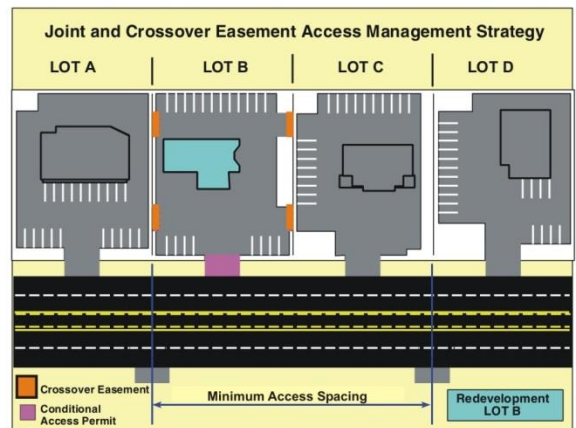 Joint and Crossover Easement Access Management Strategy
LOT A LOT B LOT C LOT D
Crossover Easement
Conditional
Access Permit
Minimum Access Spacing
Redevelopment
LOT B